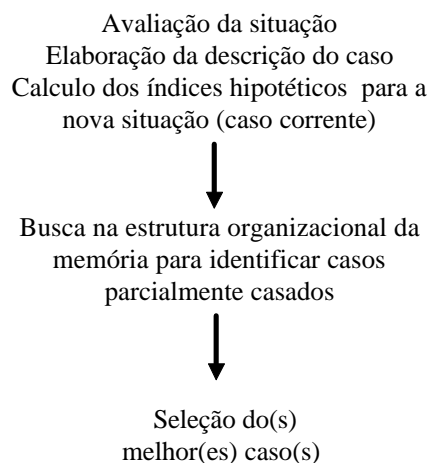 Avaliação da situação
Elaboração da descrição do caso
Calculo dos índices hipotéticos para a
nova situação (caso corrente)
Busca na estrutura organizacional da
memória para identificar casos
parcialmente casados
Seleção do(s)
melhor(es) caso(s)